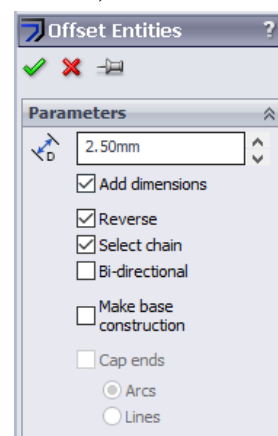 Offset Entities ?
Parameters
D
2.50mm
Add dimensions
Reverse
Select chain
Bi-directional
Make base
construction
Cap ends
Arcs
Lines